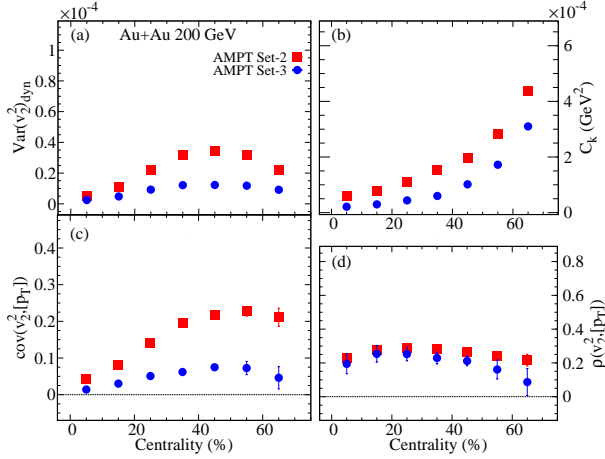 ×10⁻⁴ ×10⁻⁴
(a) Au+Au 200 GeV (b)
AMPT Set-2
AMPT Set-3
Var(v₂²)dyn
1
0.8
0.6
0.4
0.2
0
Cₖ (GeV²)
6
4
2
0
(c)
cov(v₂²,[pT])
0.4
0.3
0.2
0.1
0
0 20 40 60
Centrality (%)
(d)
ρ(v₂²,[pT])
0.8
0.6
0.4
0.2
0
0 20 40 60
Centrality (%)